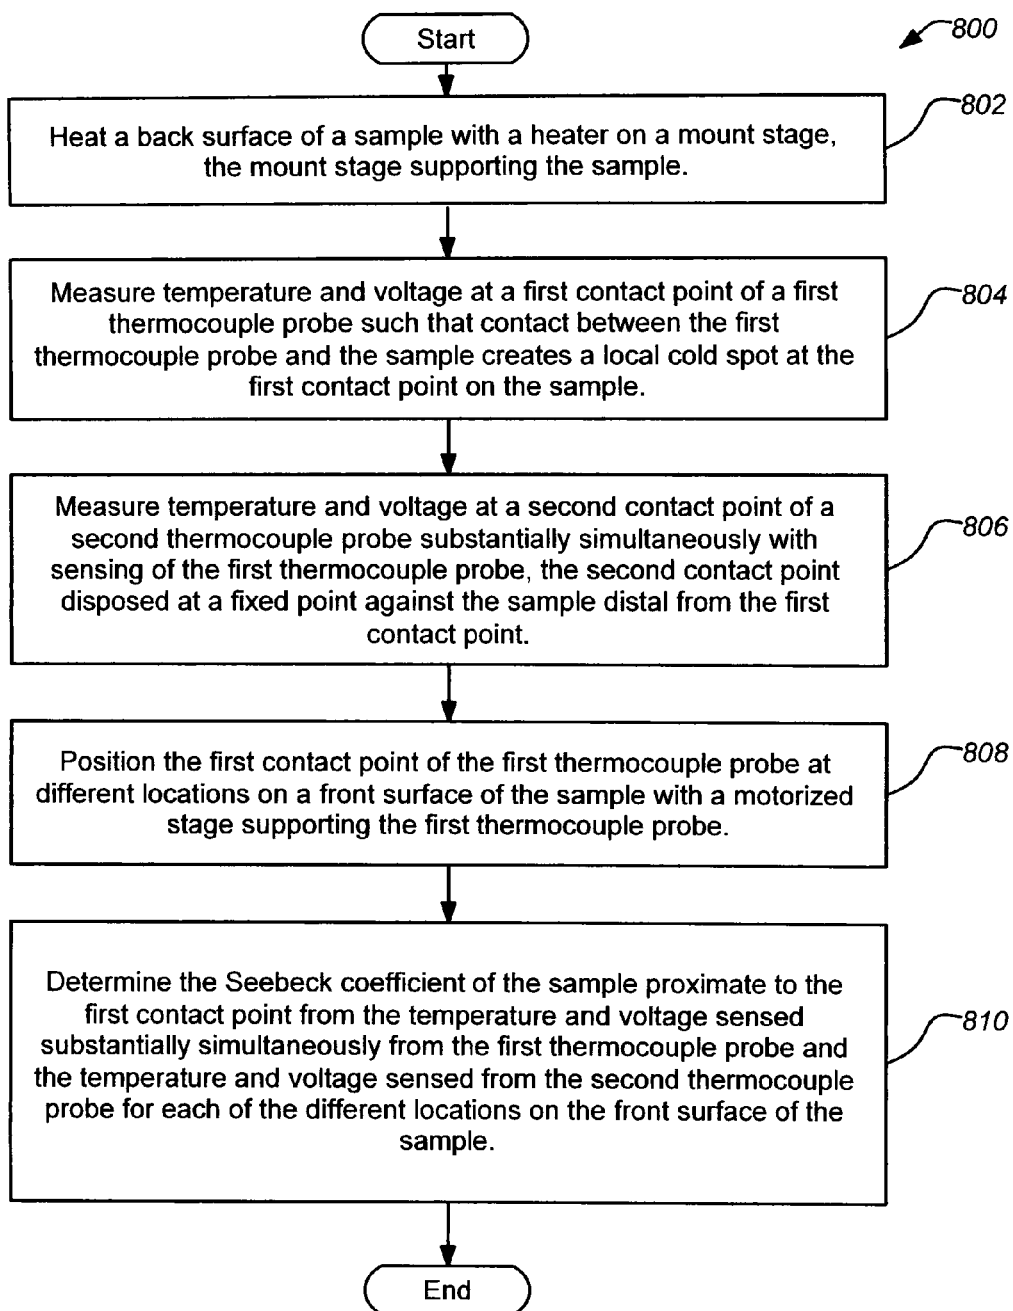 Start
800
Heat a back surface of a sample with a heater on a mount stage,
the mount stage supporting the sample.
802
Measure temperature and voltage at a first contact point of a first
thermocouple probe such that contact between the first
thermocouple probe and the sample creates a local cold spot at the
first contact point on the sample.
804
Measure temperature and voltage at a second contact point of a
second thermocouple probe substantially simultaneously with
sensing of the first thermocouple probe, the second contact point
disposed at a fixed point against the sample distal from the first
contact point.
806
Position the first contact point of the first thermocouple probe at
different locations on a front surface of the sample with a motorized
stage supporting the first thermocouple probe.
808
Determine the Seebeck coefficient of the sample proximate to the
first contact point from the temperature and voltage sensed
substantially simultaneously from the first thermocouple probe and
the temperature and voltage sensed from the second thermocouple
probe for each of the different locations on the front surface of the
sample.
810
End